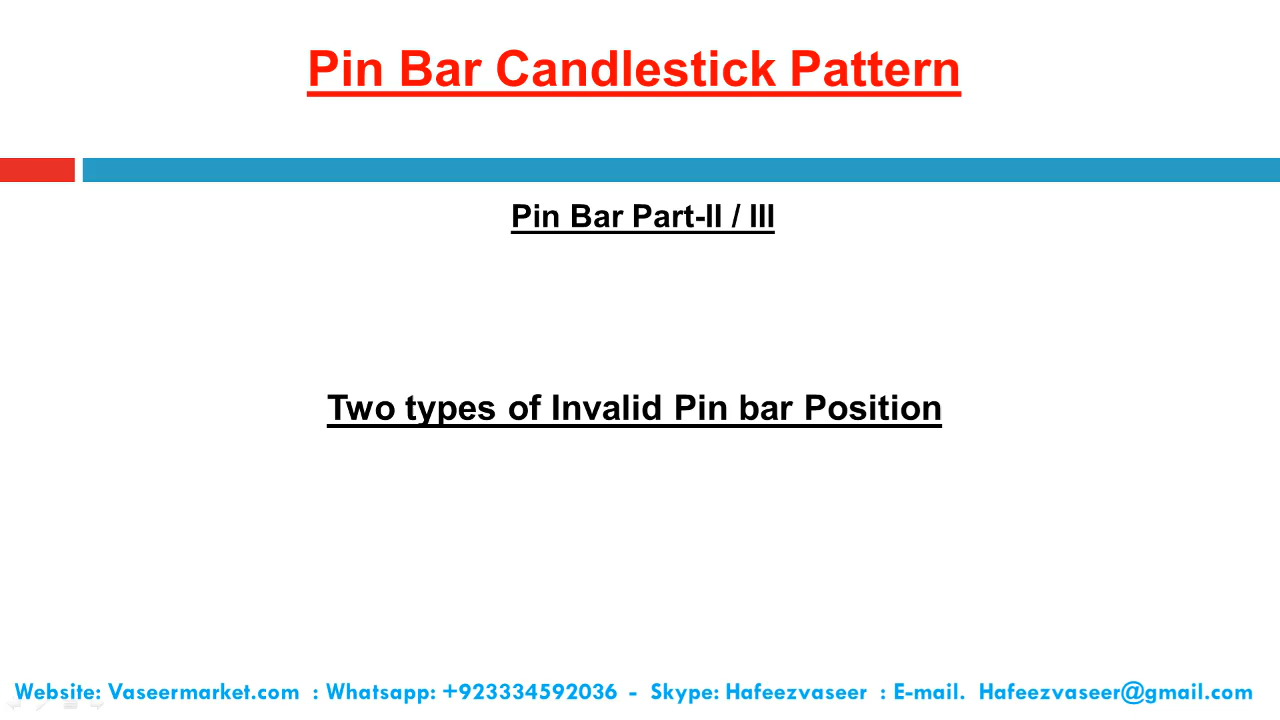 Pin Bar Candlestick Pattern
Pin Bar Part-II / III
Two types of Invalid Pin bar Position
Website: Vaseermarket.com : Whatsapp: +923334592036 - Skype: Hafeezvaseer : E-mail. Hafeezvaseer@gmail.com